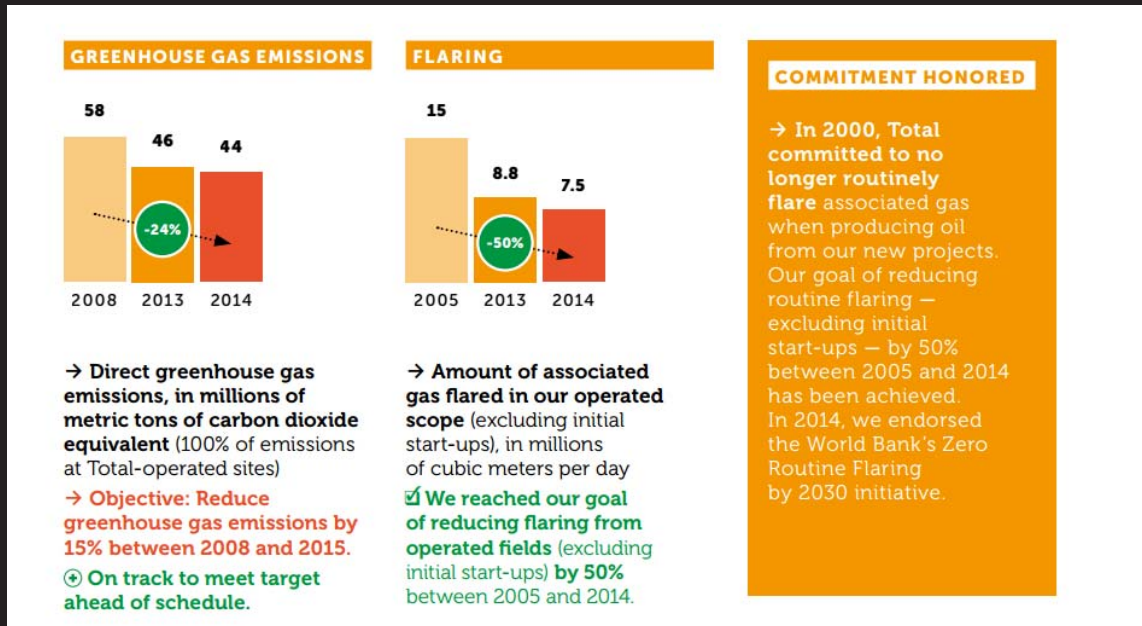 GREENHOUSE GAS EMISSIONS
58
46
44
-24%
2008 2013 2014
→ Direct greenhouse gas
emissions, in millions of
metric tons of carbon dioxide
equivalent (100% of emissions
at Total-operated sites)
→ Objective: Reduce
greenhouse gas emissions by
15% between 2008 and 2015.
⊕ On track to meet target
ahead of schedule.
FLARING
15
8.8
7.5
-50%
2005 2013 2014
→ Amount of associated
gas flared in our operated
scope (excluding initial
start-ups), in millions
of cubic meters per day
☑ We reached our goal
of reducing flaring from
operated fields (excluding
initial start-ups) by 50%
between 2005 and 2014.
COMMITMENT HONORED
→ In 2000, Total
committed to no
longer routinely
flare associated gas
when producing oil
from our new projects.
Our goal of reducing
routine flaring —
excluding initial
start-ups — by 50%
between 2005 and 2014
has been achieved.
In 2014, we endorsed
the World Bank's Zero
Routine Flaring
by 2030 initiative.